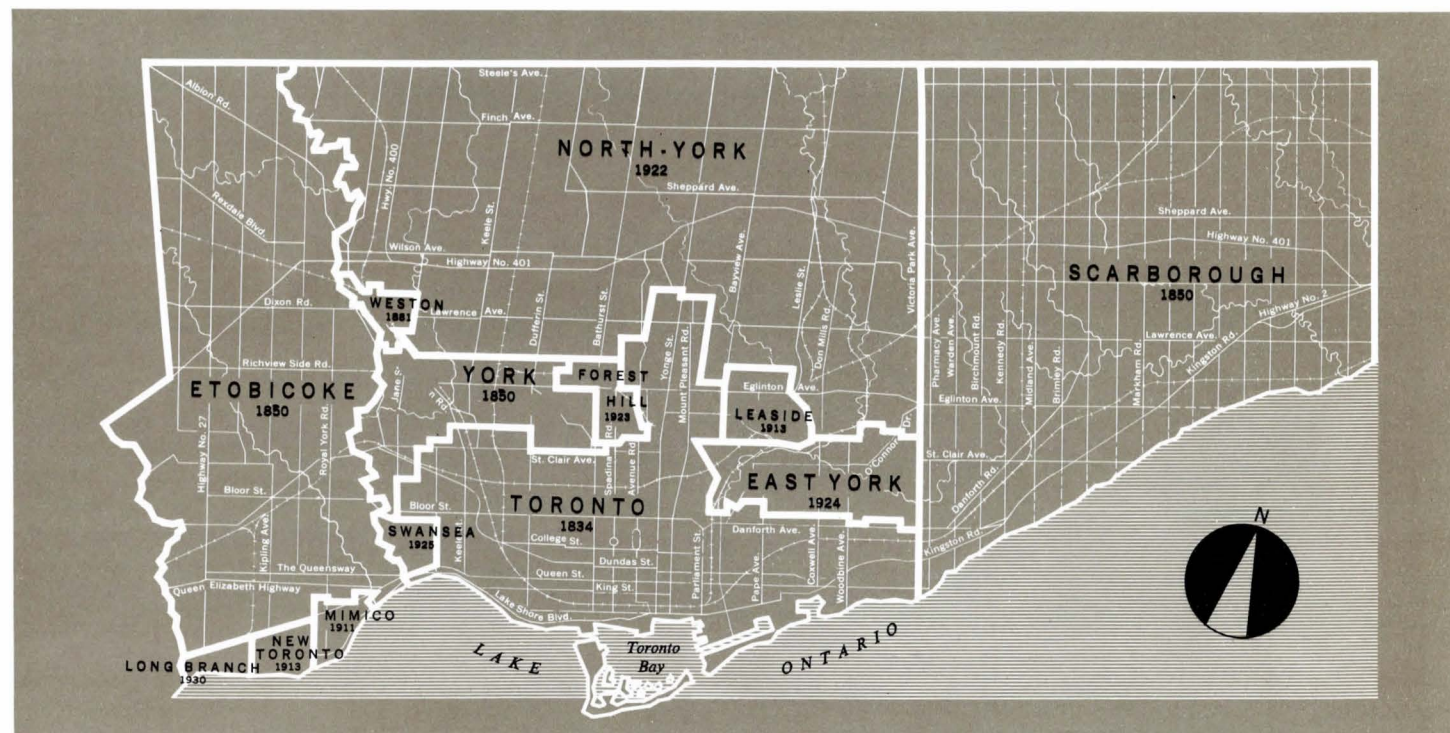 Steele's Ave.
Albion Rd.
Finch Ave.
NORTH-YORK
1922
Hwy. No. 400
Sheppard Ave.
Rexdale Blvd.
Keele St.
Wilson Ave.
Highway No. 401
Bayview Ave.
Leslie St.
Victoria Park Ave.
Sheppard Ave.
Highway No. 401
SCARBOROUGH
1850
Dixon Rd.
WESTON
1881
Lawrence Ave.
Dufferin St.
Bathurst St.
Yonge St.
Mount Pleasant Rd.
Don Mills Rd.
Highway No. 2
Lawrence Ave.
Kingston Rd.
Richview Side Rd.
ETOBICOKE
1850
Jane St.
YORK
1850
n Rd.
FOREST
HILL
1923
Eglinton Ave.
LEASIDE
1913
Pharmacy Ave.
Warden Ave.
Birchmount Rd.
Kennedy Rd.
Midland Ave.
Brimley Rd.
Markham Rd.
Eglinton Ave.
Highway No. 27
Royal York Rd.
St. Clair Ave.
Spadina Rd.
Avenue Rd.
O'Connor Dr.
St. Clair Ave.
EAST YORK
1924
Danforth Rd.
Bloor St.
Bloor St.
TORONTO
1834
Danforth Ave.
Kingston Rd.
Kipling Ave.
SWANSEA
1925
Keele St.
College St.
Dundas St.
Parliament St.
Pape Ave.
Coxwell Ave.
Woodbine Ave.
The Queensway
Queen St.
Queen Elizabeth Highway
King St.
Lake Shore Blvd.
MIMICO
1911
NEW
TORONTO
1913
LONG BRANCH
1930
LAKE
Toronto
Bay
ONTARIO
N